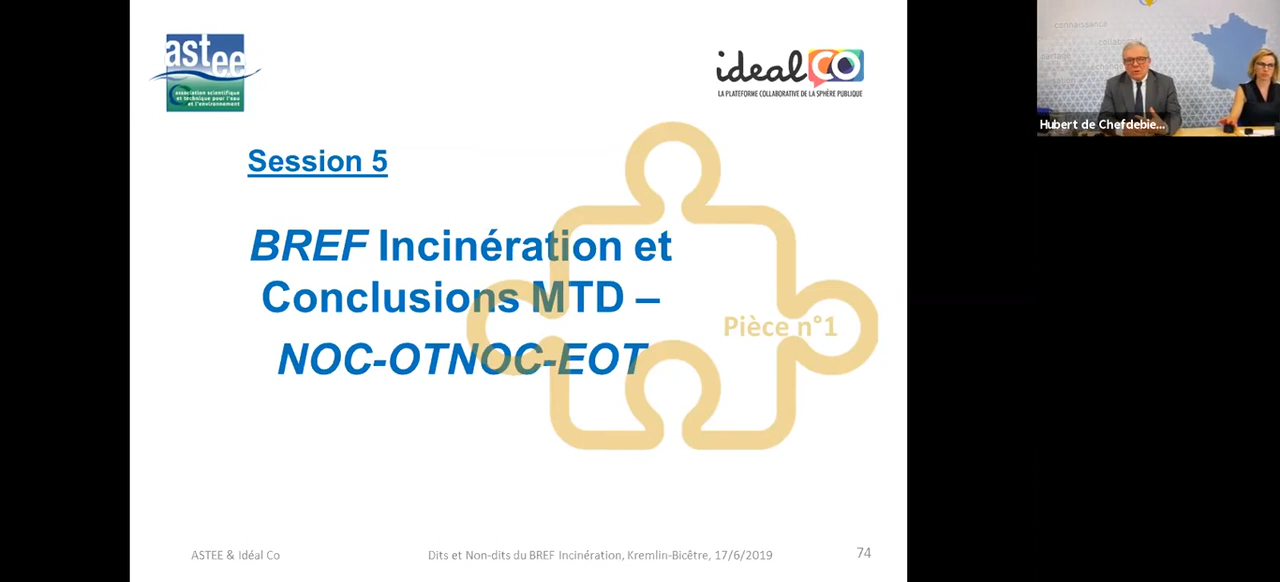 astee
association scientifique
et technique pour l'eau
et l'environnement
idealCO
LA PLATEFORME COLLABORATIVE DE LA SPHÈRE PUBLIQUE
connaissance
Hubert de Chefdebie...
Session 5
BREF Incinération et
Conclusions MTD –
NOC-OTNOC-EOT
Pièce n°1
ASTEE & Idéal Co
Dits et Non-dits du BREF Incinération, Kremlin-Bicêtre, 17/6/2019
74